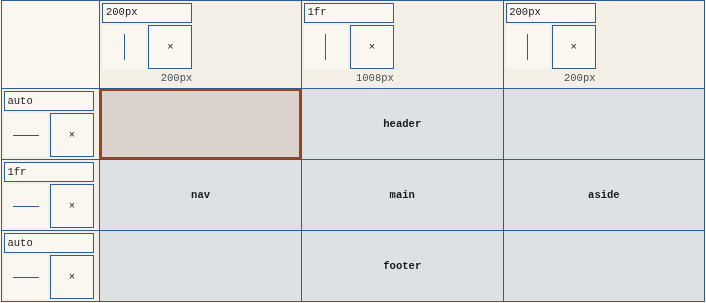 200px 1fr 200px
× × ×
200px 1008px 200px
auto
header
×
1fr
nav main aside
×
auto
footer
×